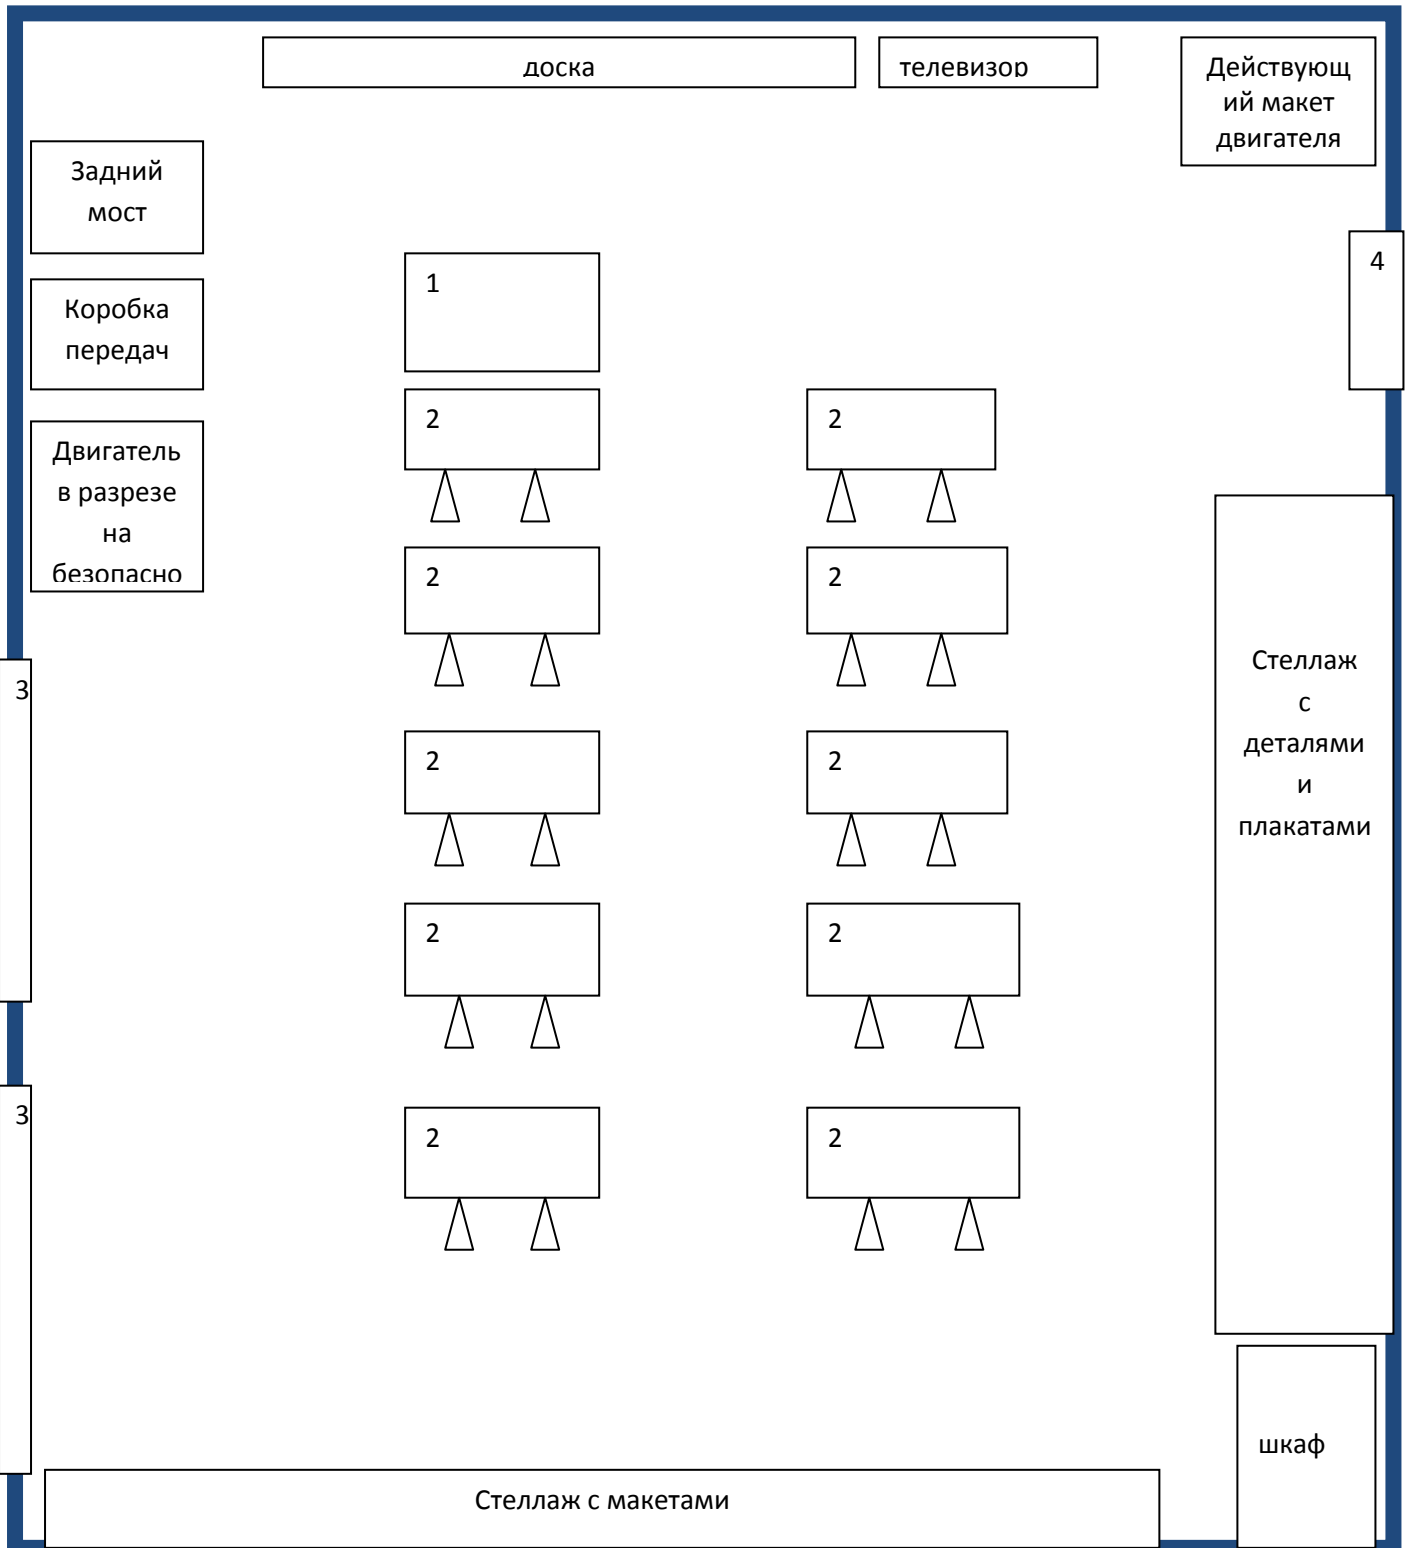 доска
телевизор
Действующ
ий макет
двигателя
Задний
мост
4
1
Коробка
передач
2
2
Двигатель
в разрезе
на
безопасно
2
2
3
Стеллаж
с
деталями
и
плакатами
2
2
2
2
3
2
2
шкаф
Стеллаж с макетами